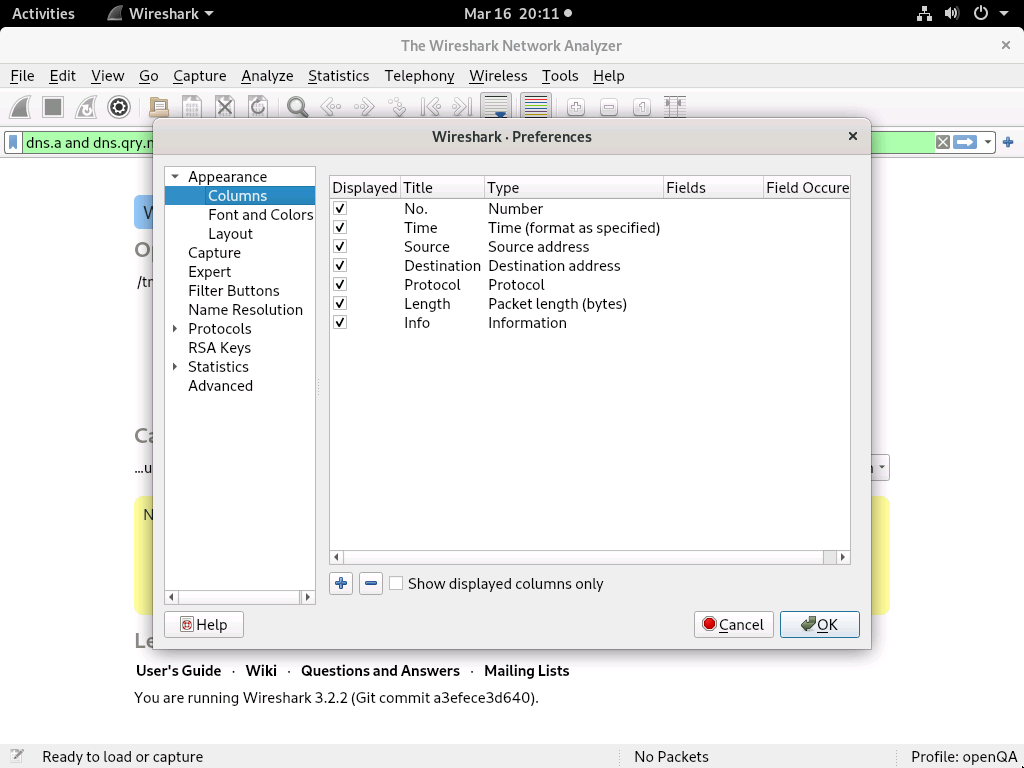 Activities Wireshark Mar 16 20:11
The Wireshark Network Analyzer
File Edit View Go Capture Analyze Statistics Telephony Wireless Tools Help
dns.a and dns.qry.n
Wireshark · Preferences
Appearance
Columns
Font and Colors
Layout
Capture
Expert
Filter Buttons
Name Resolution
Protocols
RSA Keys
Statistics
Advanced
Displayed Title Type Fields Field Occure
No. Number
Time Time (format as specified)
Source Source address
Destination Destination address
Protocol Protocol
Length Packet length (bytes)
Info Information
Show displayed columns only
Help Cancel OK
W
Op
/tm
Ca
...u
N
Le
User's Guide · Wiki · Questions and Answers · Mailing Lists
You are running Wireshark 3.2.2 (Git commit a3efece3d640).
Ready to load or capture No Packets Profile: openQA